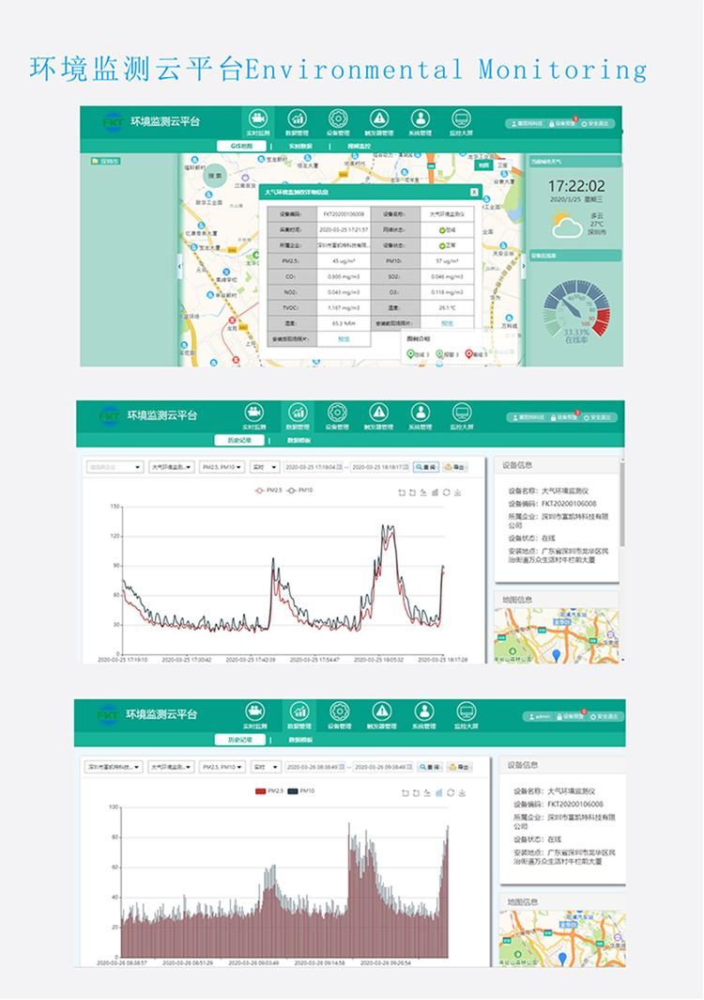 环境监测云平台Environmental Monitoring
FKT 环境监测云平台
实时监测 数据管理 设备管理 触发器管理 系统管理 监控大屏
富凯特科技 设备预警 3 安全退出
GIS地图 | 实时数据 | 视频监控
深圳市
搜索
地图 卫星
大气环境监测仪详细信息 X
设备编码： FKT20200106008 设备名称： 大气环境监测仪
采集时间： 2020-03-25 17:21:57 网络状态： 在线
所属企业： 深圳市富凯特科技有限... 设备状态： 正常
PM2.5： 45 ug/m³ PM10： 57 ug/m³
CO： 0.900 mg/m3 SO2： 0.046 mg/m3
NO2： 0.043 mg/m3 O3： 0.118 mg/m3
TVOC： 1.167 mg/m3 温度： 26.1 ℃
湿度： 65.3 %RH 安装前现场照片： 预览
安装后现场照片： 预览
图例介绍
在线: 3 报警: 3 离线: 3
当前城市天气
17:22:02
2020/3/25 星期三
多云
27℃
深圳市
设备在线率
33.33%
在线率
FKT 环境监测云平台
实时监测 数据管理 设备管理 触发器管理 系统管理 监控大屏
富凯特科技 设备预警 3 安全退出
历史记录 | 数据模板
请选择企业 大气环境监测... PM2.5, PM10 实时 2020-03-25 17:19:04 -- 2020-03-25 18:18:17 查询 导出
PM2.5 PM10
150
120
90
60
30
0
2020-03-25 17:19:10 2020-03-25 17:30:42 2020-03-25 17:42:39 2020-03-25 17:54:47 2020-03-25 18:05:32 2020-03-25 18:17:28
设备信息
设备名称：大气环境监测仪
设备编码：FKT20200106008
所属企业：深圳市富凯特科技有限
公司
设备状态：在线
安装地点：广东省深圳市龙华区民
治街道万众生活村牛栏前大厦
地图信息
FKT 环境监测云平台
实时监测 数据管理 设备管理 触发器管理 系统管理 监控大屏
admin 设备预警 0 安全退出
历史记录 | 数据模板
深圳市富凯特科技... 大气环境监测... PM2.5, PM10 实时 2020-03-26 08:38:49 -- 2020-03-26 09:38:49 查询 导出
PM2.5 PM10
100
80
60
40
20
0
2020-03-26 08:38:57 2020-03-26 08:51:29 2020-03-26 09:03:49 2020-03-26 09:14:58 2020-03-26 09:26:54
设备信息
设备名称：大气环境监测仪
设备编码：FKT20200106008
所属企业：深圳市富凯特科技有限
公司
设备状态：在线
安装地点：广东省深圳市龙华区民
治街道万众生活村牛栏前大厦
地图信息